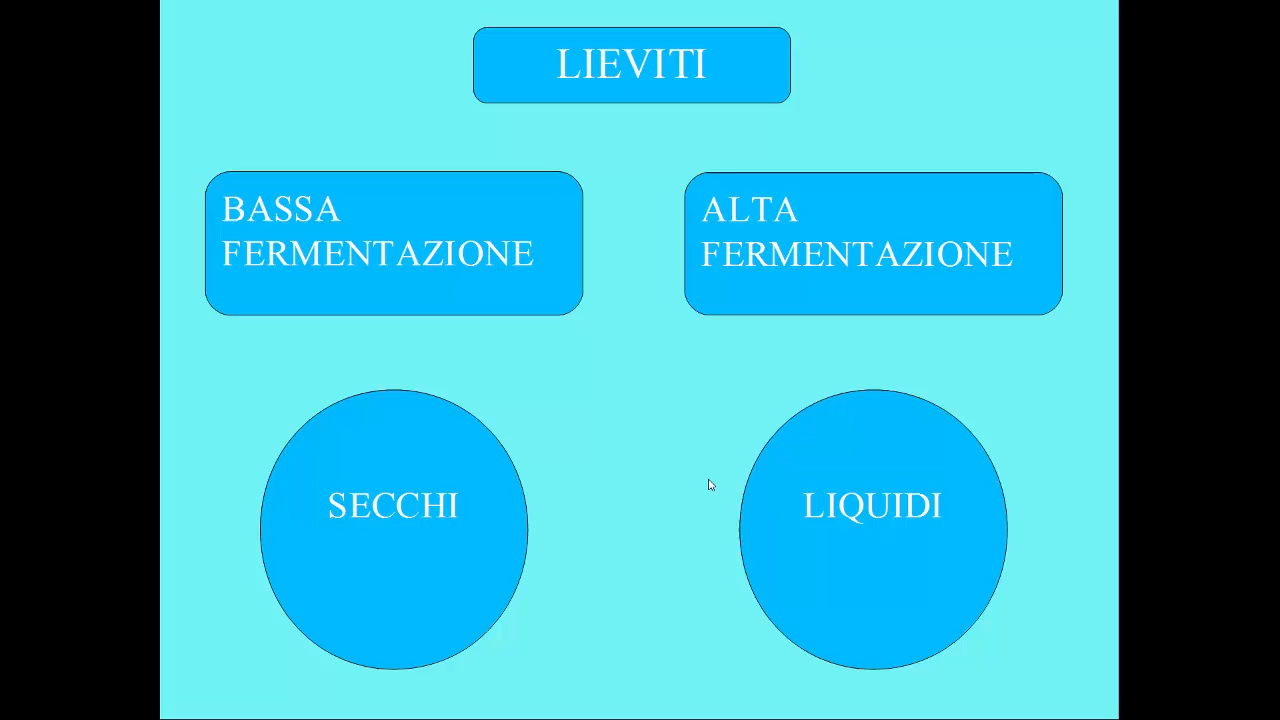 LIEVITI
BASSA
FERMENTAZIONE
ALTA
FERMENTAZIONE
SECCHI
LIQUIDI